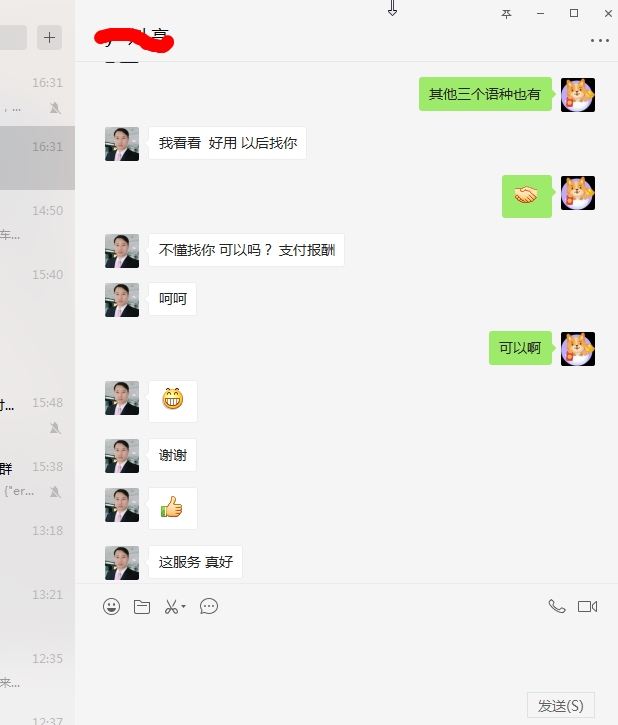 16:31
16:31
14:50
车...
15:40
15:48
15:38
群
{"er...
13:18
13:21
12:35
来...
12:37
享
其他三个语种也有
我看看 好用 以后找你
不懂找你 可以吗？ 支付报酬
呵呵
可以啊
谢谢
这服务 真好
发送(S)